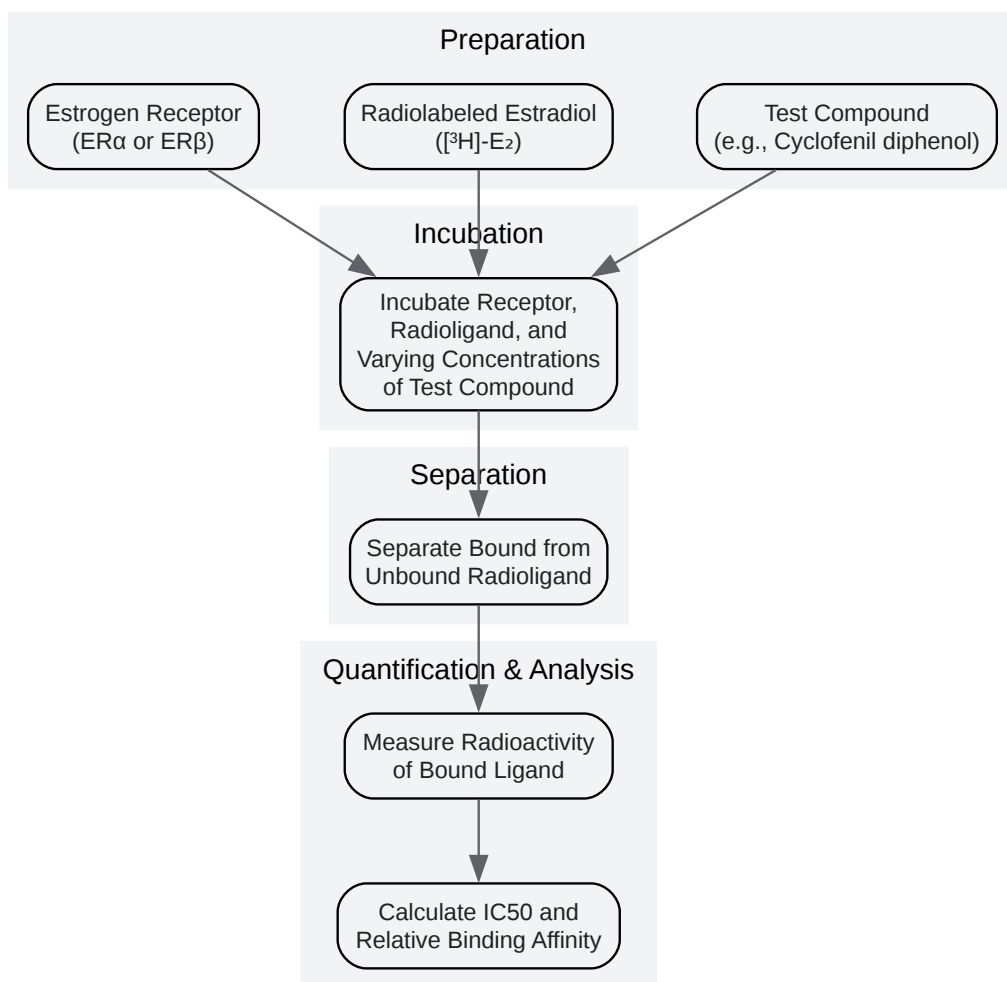 Preparation
Estrogen Receptor
(ERα or ERβ)
Radiolabeled Estradiol
([³H]-E₂)
Test Compound
(e.g., Cyclofenil diphenol)
Incubation
Incubate Receptor,
Radioligand, and
Varying Concentrations
of Test Compound
Separation
Separate Bound from
Unbound Radioligand
Quantification & Analysis
Measure Radioactivity
of Bound Ligand
Calculate IC50 and
Relative Binding Affinity